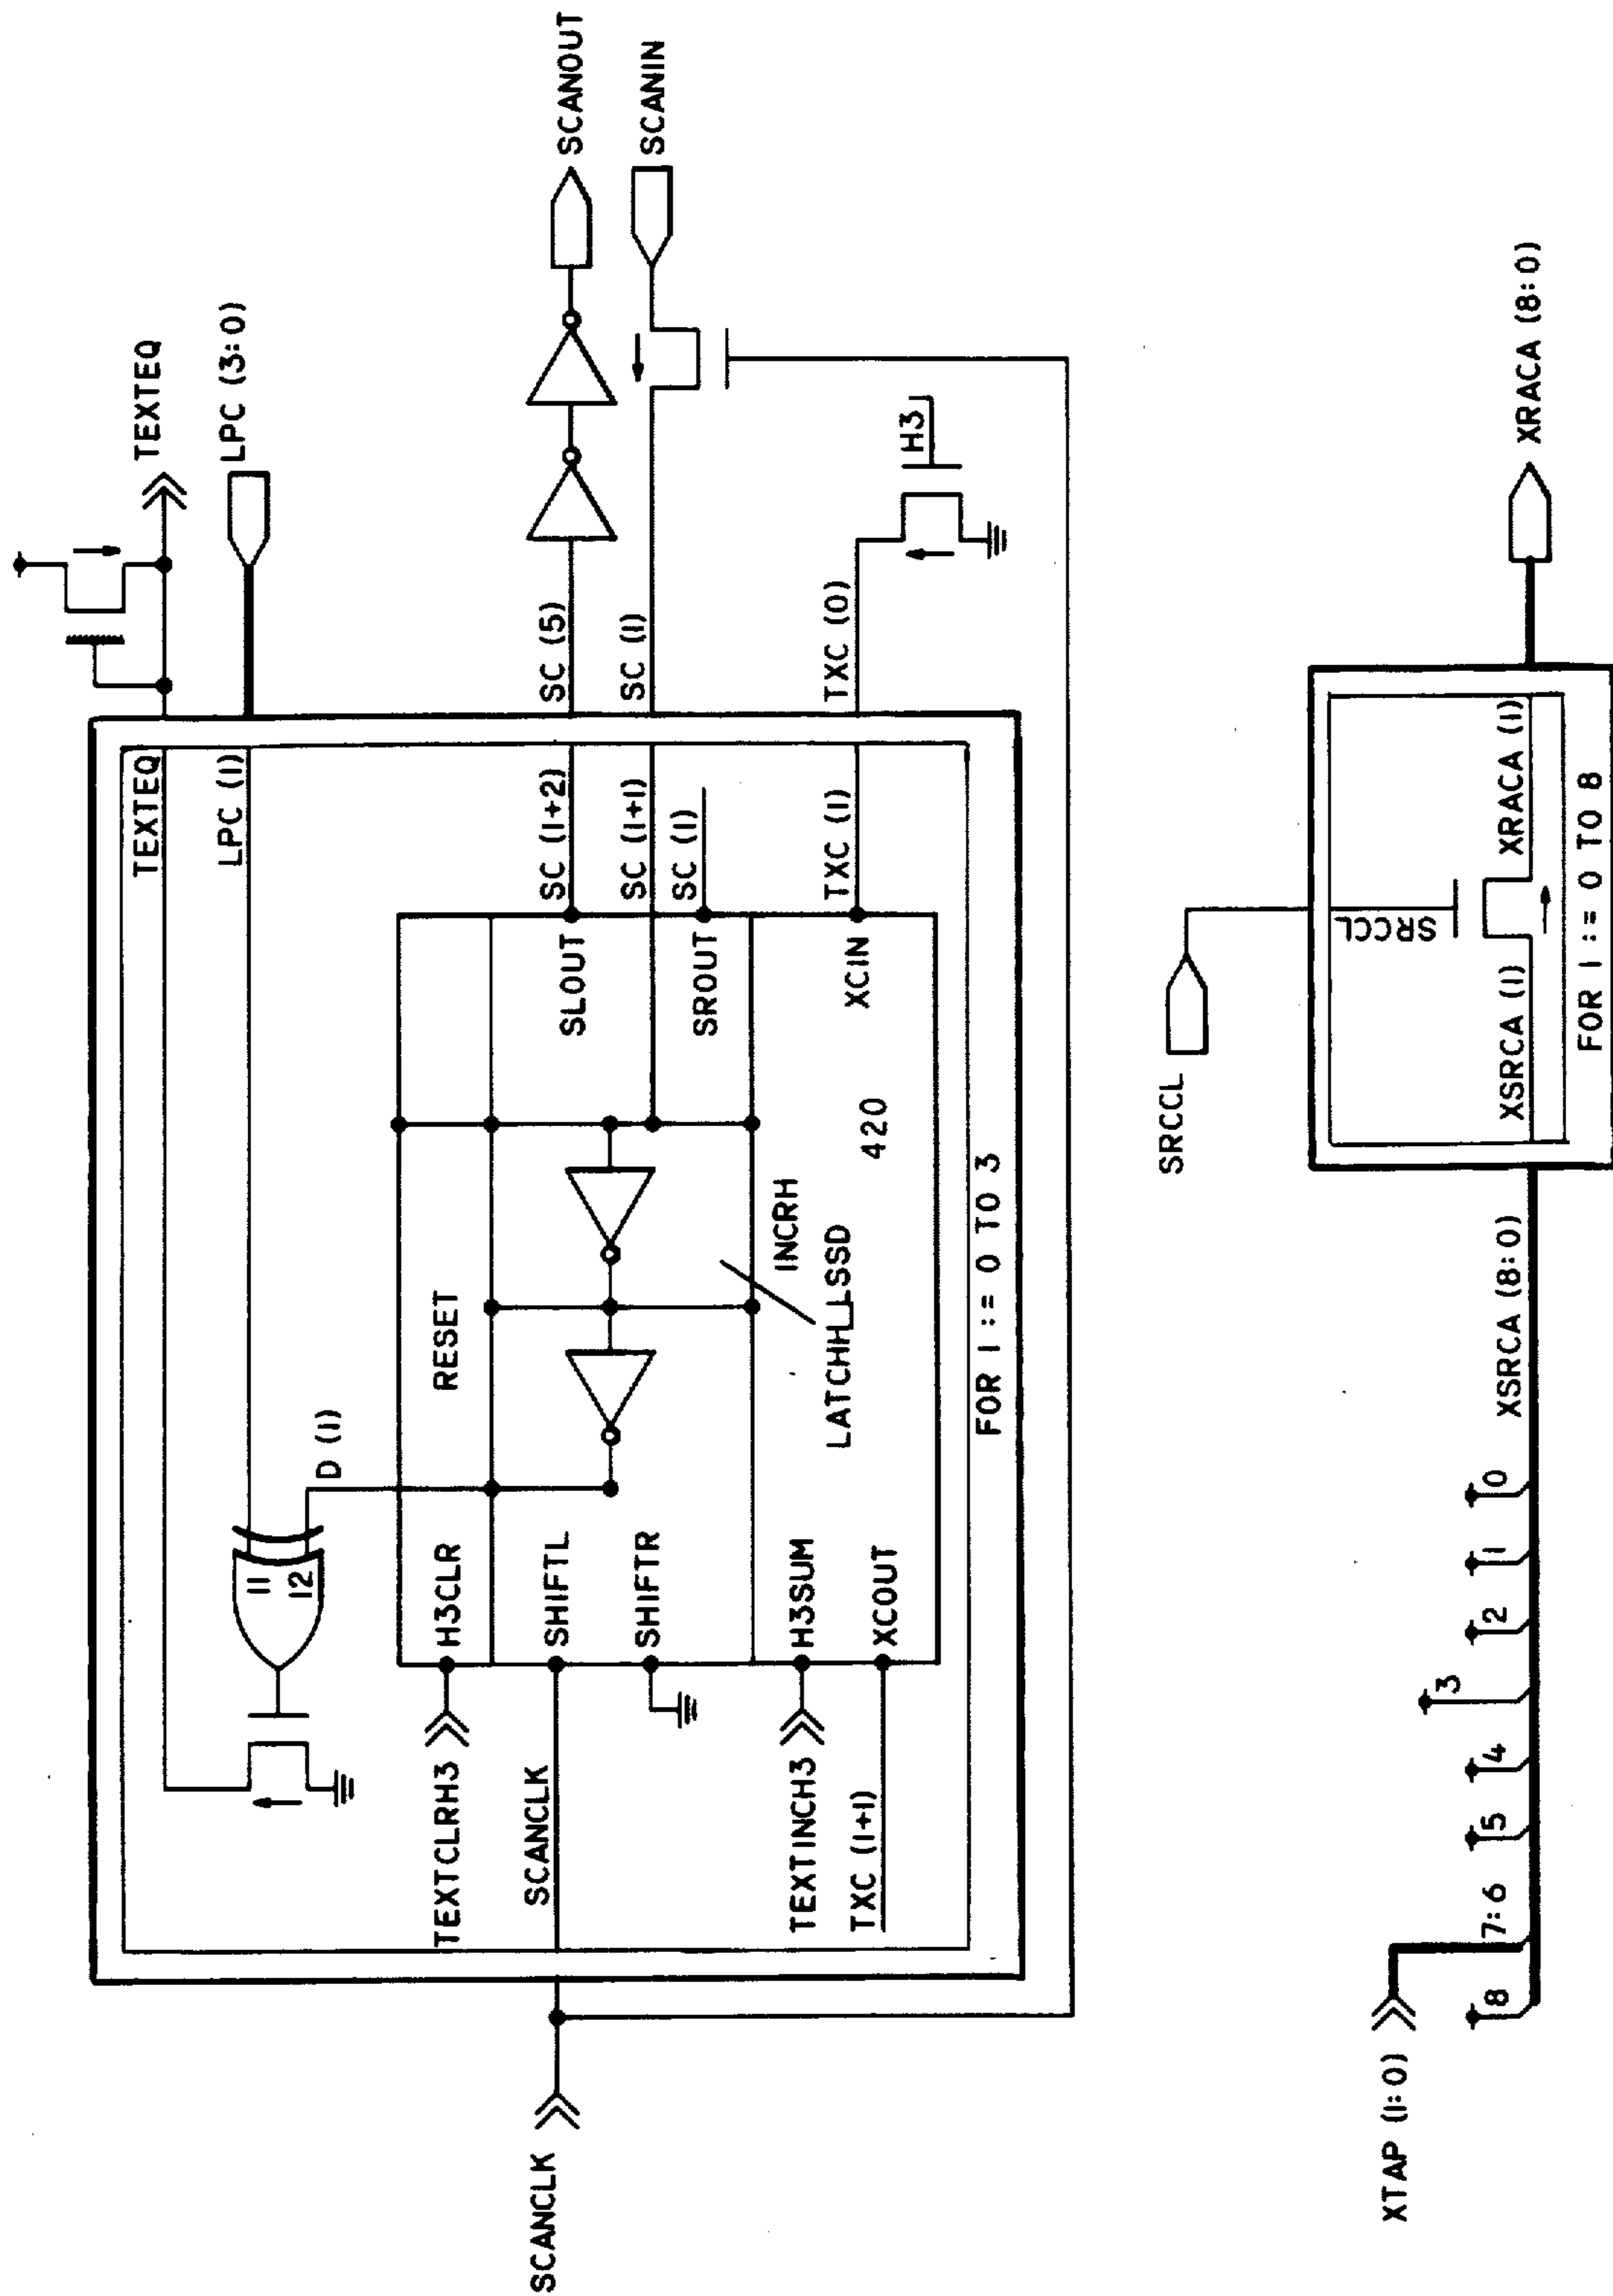 TEXTEQ
LPC (3:0)
TEXTEQ
LPC (I)
D (I)
I1
I2
RESET
H3CLR
TEXTCLRH3
SHIFTL
SCANCLK
SCANCLK
SHIFTR
SLOUT
SC (I+2)
SC (5)
SCANOUT
SC (I+1)
SC (1)
SCANIN
SROUT
SC (I)
INCRH
LATCHH_LSSD
H3SUM
TEXTINCH3
XCOUT
TXC (I+1)
420
XCIN
TXC (I)
TXC (0)
H3
FOR I := 0 TO 3
SRCCL
SRCCL
XTAP (1:0)
8
7:6
5
4
3
2
1
0
XSRCA (8:0)
XSRCA (I)
XRACA (I)
XRACA (8:0)
FOR I := 0 TO 8